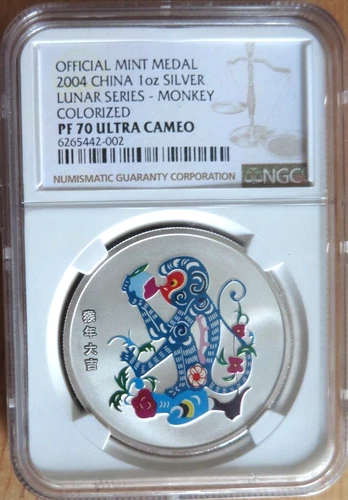 OFFICIAL MINT MEDAL
2004 CHINA 1oz SILVER
LUNAR SERIES - MONKEY
COLORIZED
PF 70 ULTRA CAMEO
6265442-002
NUMISMATIC GUARANTY CORPORATION
NGC
猴年大吉